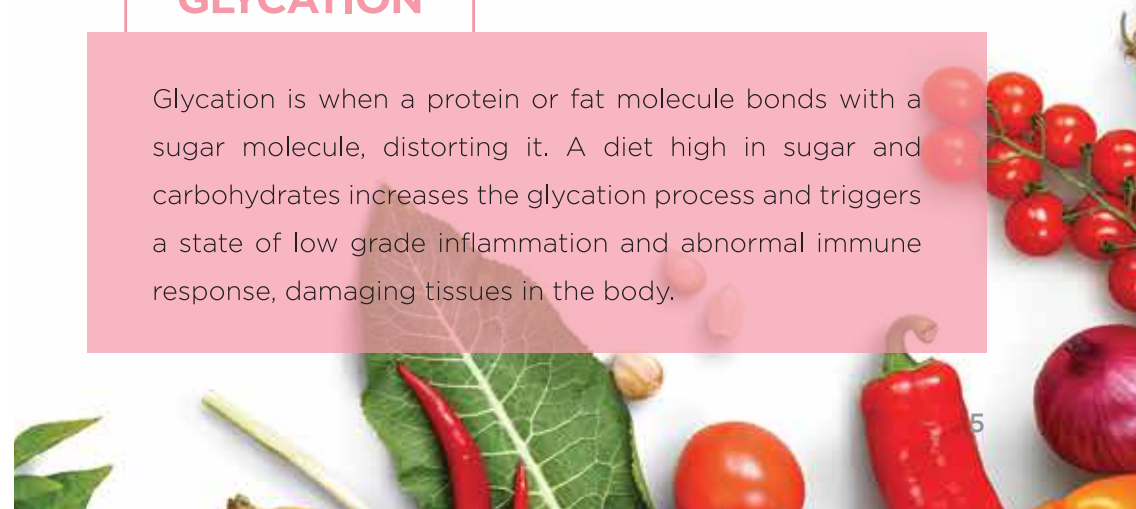 GLYCATION
Glycation is when a protein or fat molecule bonds with a
sugar molecule, distorting it. A diet high in sugar and
carbohydrates increases the glycation process and triggers
a state of low grade inflammation and abnormal immune
response, damaging tissues in the body.
5